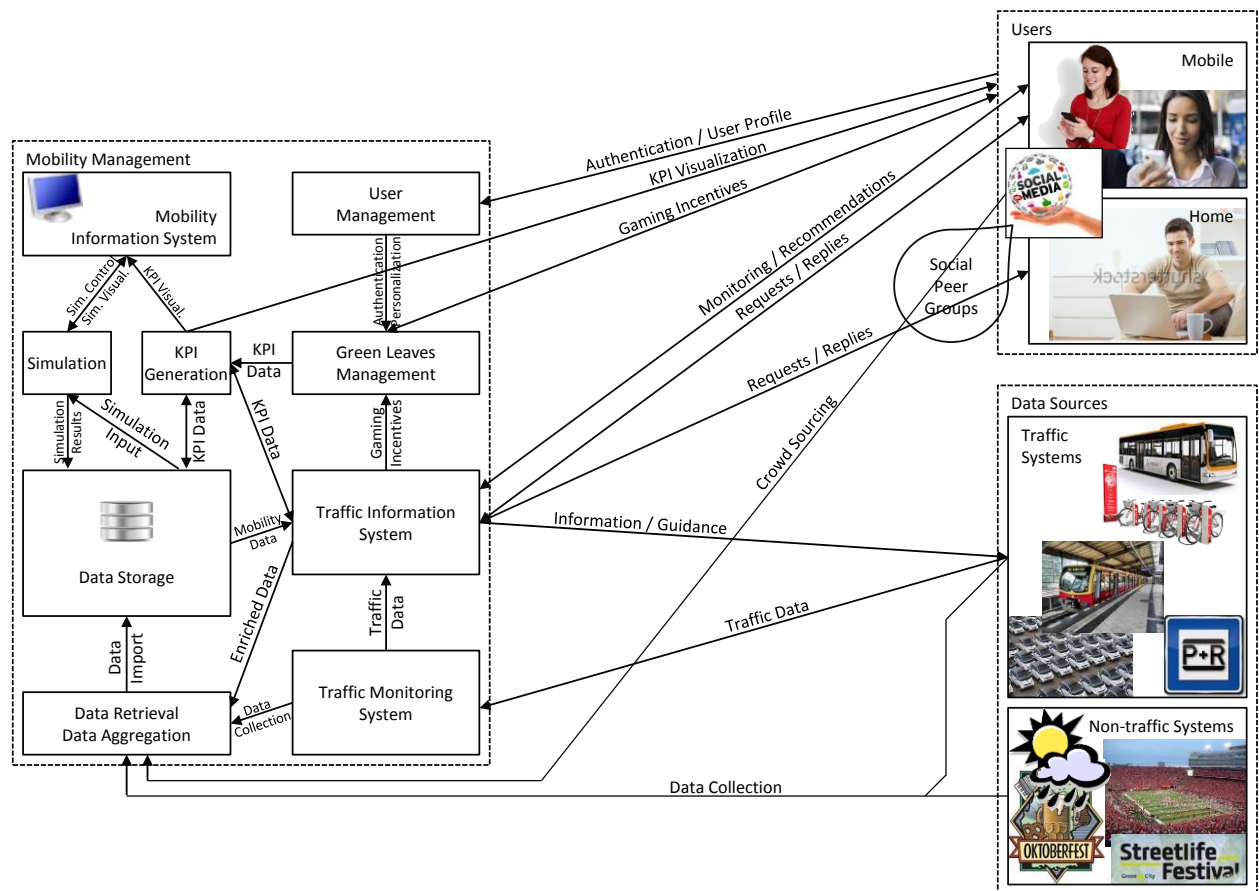 Users
Mobile
SOCIAL
MEDIA
Home
Social
Peer
Groups
Authentication / User Profile
KPI Visualization
Gaming Incentives
Monitoring / Recommendations
Requests / Replies
Requests / Replies
Crowd Sourcing
Information / Guidance
Traffic Data
Data Collection
Mobility Management
Mobility
Information System
User
Management
Sim. Control
Sim. Visual.
KPI Visual.
Authentication
Personalization
Simulation
KPI
Generation
KPI
Data
Green Leaves
Management
Simulation
Results
Simulation
Input
KPI Data
KPI Data
Gaming
Incentives
Data Storage
Mobility
Data
Traffic Information
System
Enriched Data
Traffic
Data
Data
Import
Traffic Monitoring
System
Data
Collection
Data Retrieval
Data Aggregation
Data Sources
Traffic
Systems
P+R
Non-traffic Systems
OKTOBERFEST
Streetlife
Festival
Green City
shutterstock